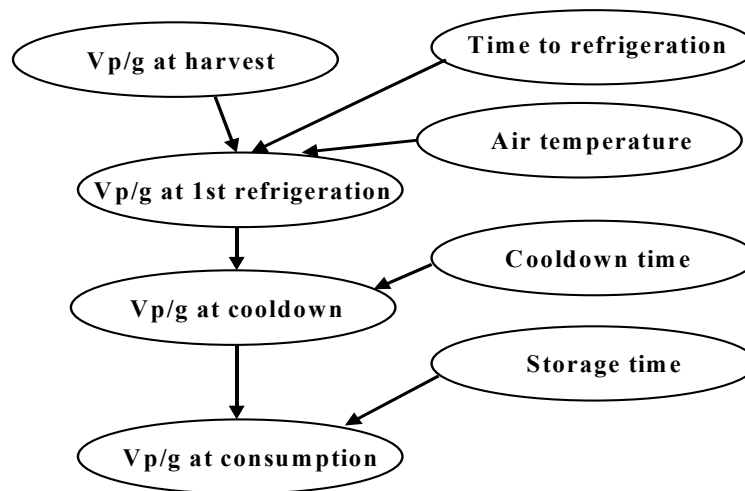 Vp/g at harvest
Time to refrigeration
Air temperature
Vp/g at 1st refrigeration
Cooldown time
Vp/g at cooldown
Storage time
Vp/g at consumption